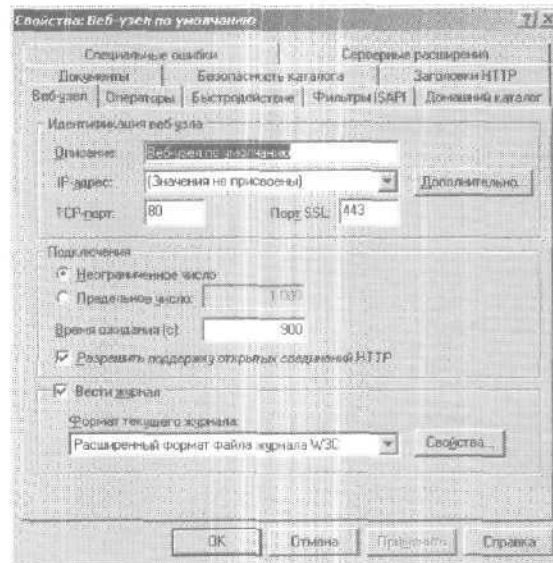 Свойства: Веб-узел по умолчанию ? ×
Специальные ошибки Серверные расширения
Документы Безопасность каталога Заголовки HTTP
Веб-узел Операторы Быстродействие Фильтры ISAPI Домашний каталог
Идентификация веб-узла
Описание: Веб-узел по умолчанию
IP-адрес: (Значения не присвоены) Дополнительно...
TCP-порт: 80 Порт SSL: 443
Подключения
Неограниченное число
Предельное число: 1 000
Время ожидания (с): 900
Разрешить поддержку открытых соединений HTTP
Вести журнал
Формат текущего журнала:
Расширенный формат файла журнала W3C Свойства...
OK Отмена Применить Справка